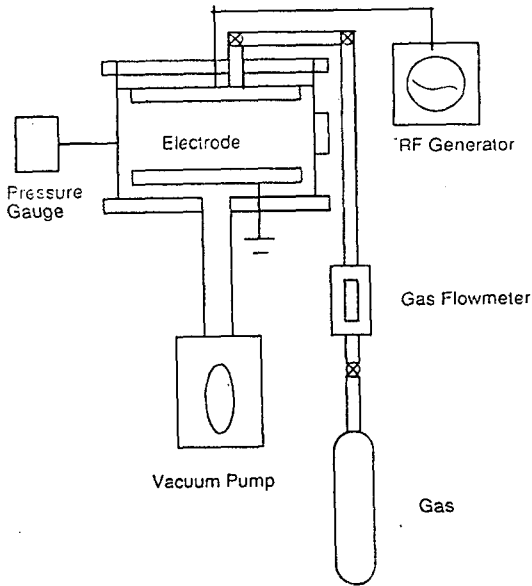 Electrode
RF Generator
Pressure
Gauge
Gas Flowmeter
Vacuum Pump
Gas